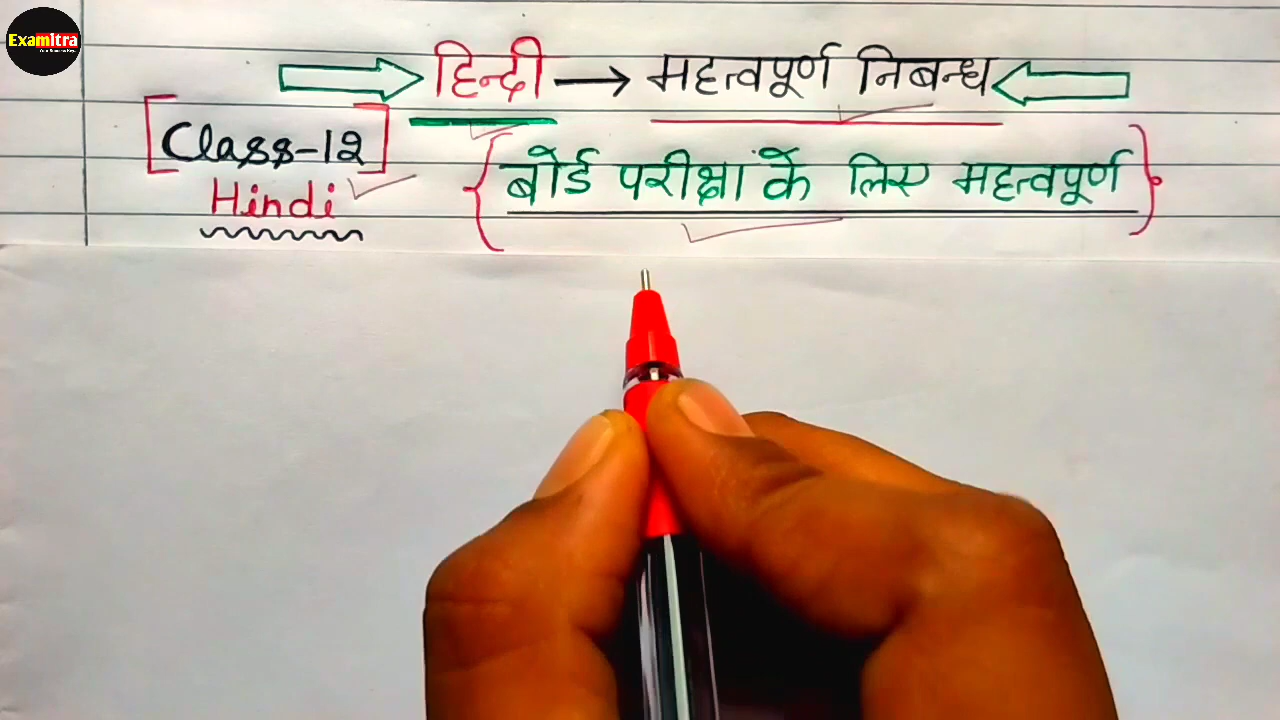 Examitra
हिन्दी → महत्वपूर्ण निबन्ध
[Class-12]
Hindi
{बोर्ड परीक्षा के लिए महत्वपूर्ण}